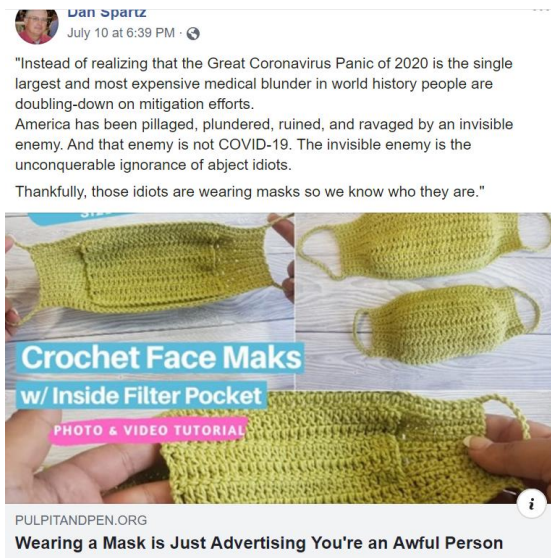 Dan Spartz
July 10 at 6:39 PM ·
"Instead of realizing that the Great Coronavirus Panic of 2020 is the single
largest and most expensive medical blunder in world history people are
doubling-down on mitigation efforts.
America has been pillaged, plundered, ruined, and ravaged by an invisible
enemy. And that enemy is not COVID-19. The invisible enemy is the
unconquerable ignorance of abject idiots.
Thankfully, those idiots are wearing masks so we know who they are."
Crochet Face Maks
w/ Inside Filter Pocket
PHOTO & VIDEO TUTORIAL
i
PULPITANDPEN.ORG
Wearing a Mask is Just Advertising You're an Awful Person